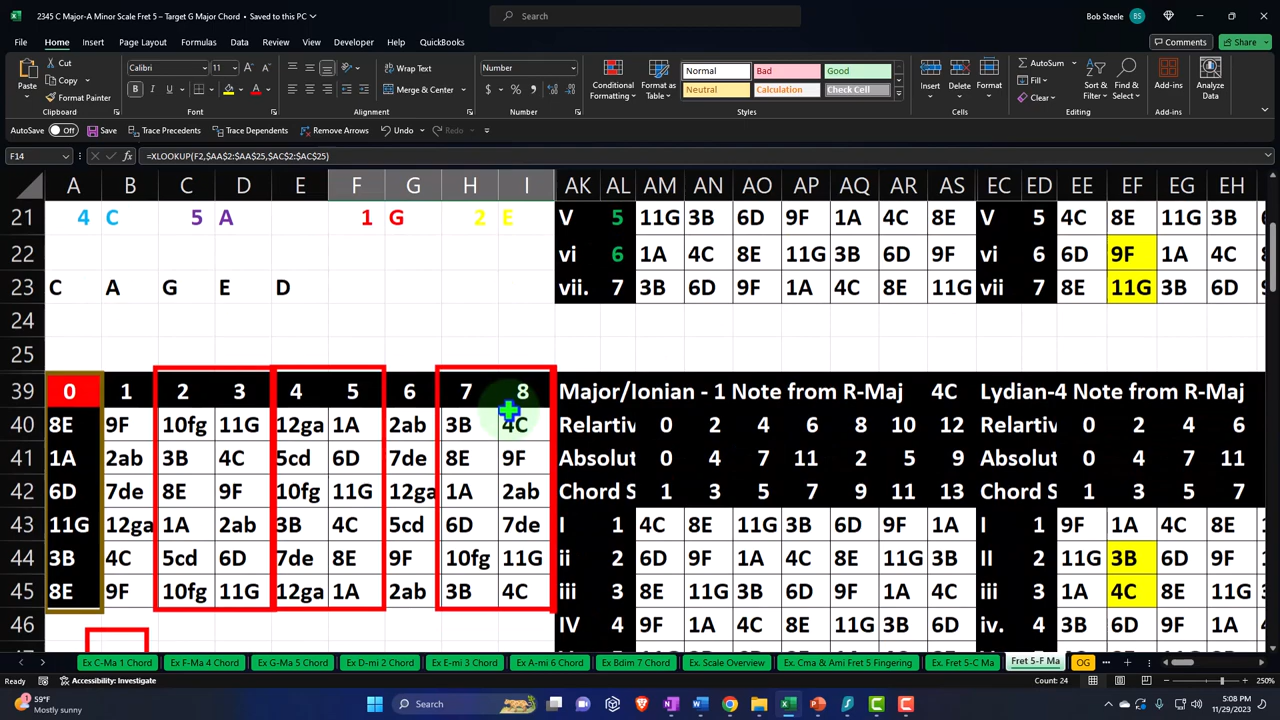 2345 C Major-A Minor Scale Fret 5 – Target G Major Chord • Saved to this PC
Search
Bob Steele BS
File Home Insert Page Layout Formulas Data Review View Developer Help QuickBooks
Comments Share
Paste Cut Copy Format Painter Clipboard
Calibri 11 Font
Wrap Text Merge & Center Alignment
Number Number
Conditional Formatting Format as Table
Normal Bad Good
Neutral Calculation Check Cell
Styles
Insert Delete Format Cells
AutoSum Fill Clear Sort & Filter Find & Select Editing
Add-ins Add-ins
Analyze Data
AutoSave Off Save Trace Precedents Trace Dependents Remove Arrows Undo Redo
F14 fx =XLOOKUP(F2,$AA$2:$AA$25,$AC$2:$AC$25)
A B C D E F G H I AK AL AM AN AO AP AQ AR AS EC ED EE EF EG EH
21 4 C 5 A 1 G 2 E V 5 11G 3B 6D 9F 1A 4C 8E V 5 4C 8E 11G 3B
22 vi 6 1A 4C 8E 11G 3B 6D 9F vi 6 6D 9F 1A 4C
23 C A G E D vii. 7 3B 6D 9F 1A 4C 8E 11G vii 7 8E 11G 3B 6D
24
25
39 0 1 2 3 4 5 6 7 8 Major/Ionian - 1 Note from R-Maj 4C Lydian-4 Note from R-Maj
40 8E 9F 10fg 11G 12ga 1A 2ab 3B 4C Relartiv 0 2 4 6 8 10 12 Relartiv 0 2 4 6
41 1A 2ab 3B 4C 5cd 6D 7de 8E 9F Absolut 0 4 7 11 2 5 9 Absolut 0 4 7 11
42 6D 7de 8E 9F 10fg 11G 12ga 1A 2ab Chord S 1 3 5 7 9 11 13 Chord S 1 3 5 7
43 11G 12ga 1A 2ab 3B 4C 5cd 6D 7de I 1 4C 8E 11G 3B 6D 9F 1A I 1 9F 1A 4C 8E
44 3B 4C 5cd 6D 7de 8E 9F 10fg 11G ii 2 6D 9F 1A 4C 8E 11G 3B II 2 11G 3B 6D 9F
45 8E 9F 10fg 11G 12ga 1A 2ab 3B 4C iii 3 8E 11G 3B 6D 9F 1A 4C iii 3 1A 4C 8E 11G
46 IV 4 9F 1A 4C 8E 11G 3B 6D iv. 4 3B 6D 9F 1A
Ex C-Ma 1 Chord Ex F-Ma 4 Chord Ex G-Ma 5 Chord Ex D-mi 2 Chord Ex E-mi 3 Chord Ex A-mi 6 Chord Ex Bdim 7 Chord Ex. Scale Overview Ex. Cma & Ami Fret 5 Fingering Ex. Fret 5-C Ma Fret 5-F Ma OG
Ready Accessibility: Investigate Count: 24 250%
59°F
Mostly sunny
Search
5:08 PM
11/29/2023